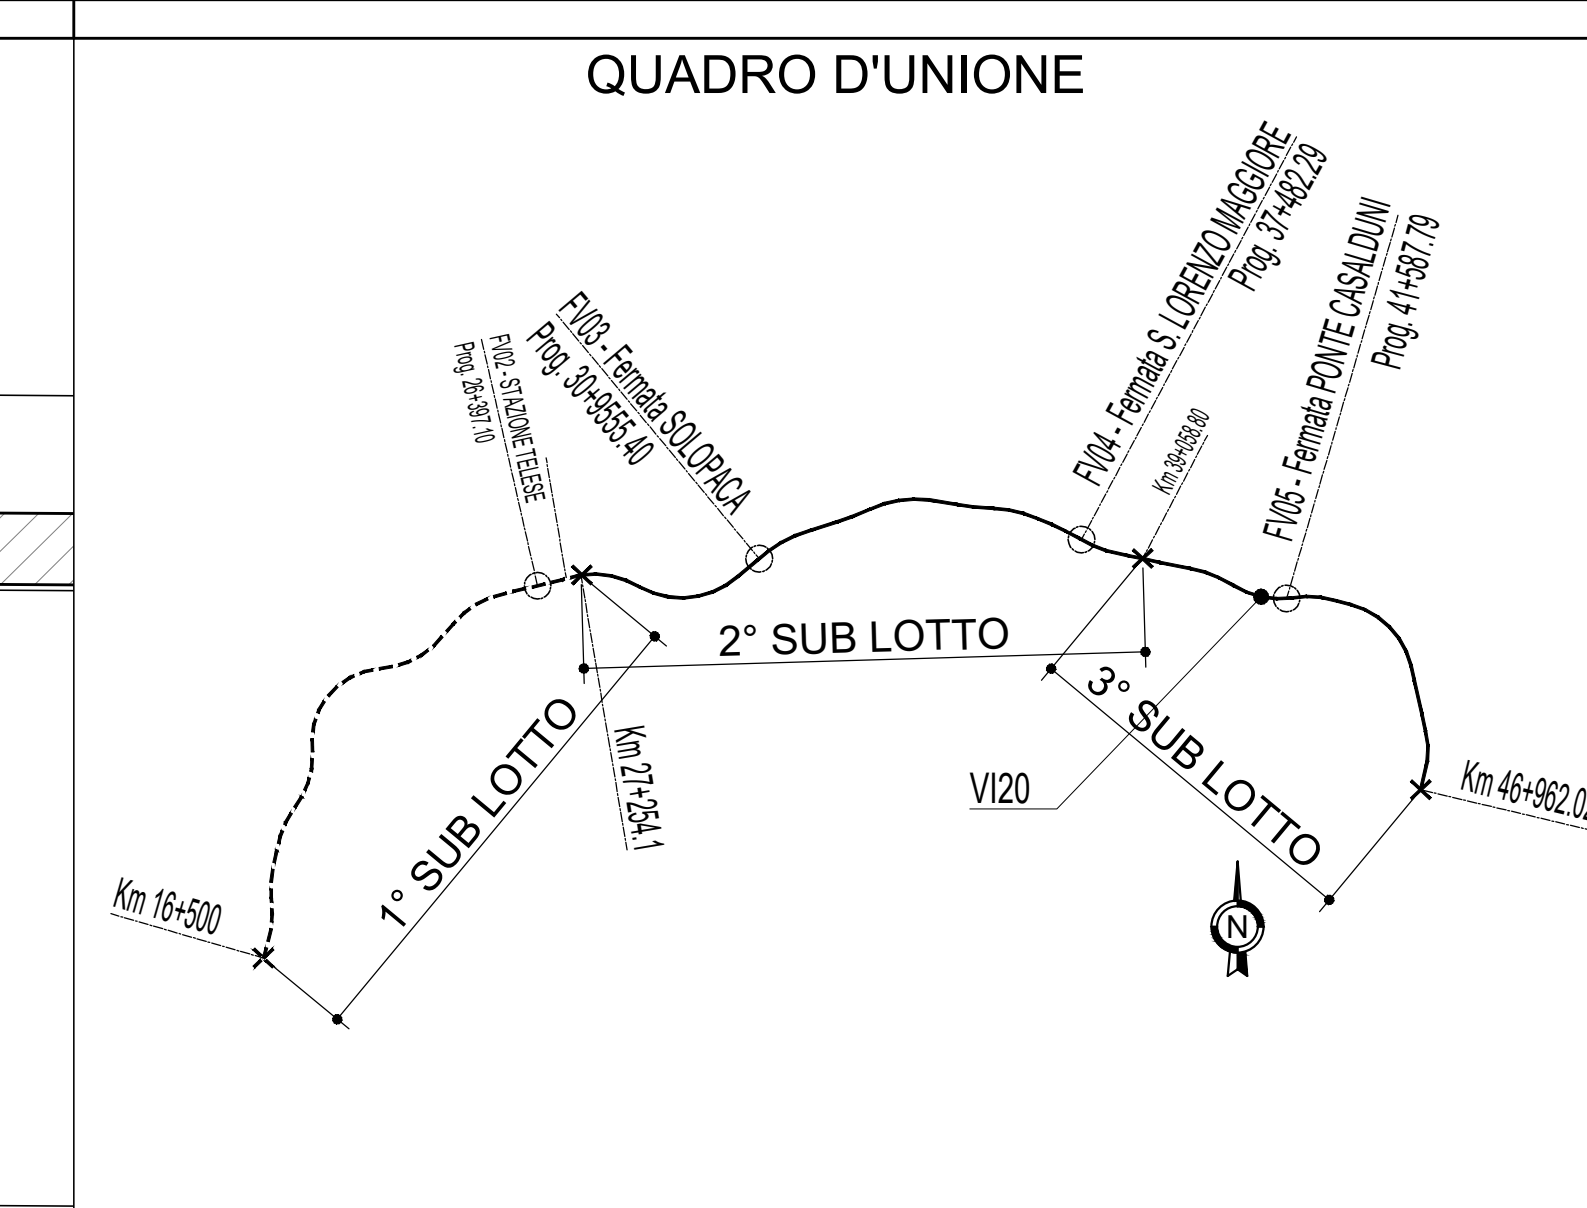 QUADRO D'UNIONE
FV04 - Fermata S. LORENZO MAGGIORE
Prog. 37+482.29
FV05 - Fermata PONTE CASALDUNI
Prog. 41+587.79
FV03 - Fermata SOLOPACA
Prog. 30+9555.40
FV02 - STAZIONE TELESE
Prog. 26+397.10
Km 39+058.80
2° SUB LOTTO
3° SUB LOTTO
1° SUB LOTTO
Km 27+254.1
VI20
Km 46+962.02
Km 16+500
N